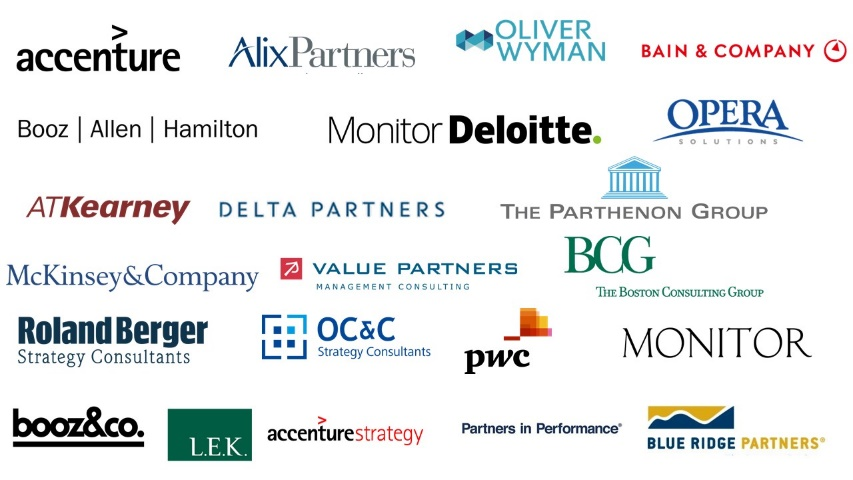 accenture
AlixPartners
OLIVER
WYMAN
BAIN & COMPANY
Booz | Allen | Hamilton
Monitor Deloitte.
OPERA
SOLUTIONS
ATKearney
DELTA PARTNERS
THE PARTHENON GROUP
McKinsey&Company
VALUE PARTNERS
MANAGEMENT CONSULTING
BCG
THE BOSTON CONSULTING GROUP
Roland Berger
Strategy Consultants
OC&C
Strategy Consultants
pwc
MONITOR
booz&co.
L.E.K.
accenturestrategy
Partners in Performance®
BLUE RIDGE PARTNERS®